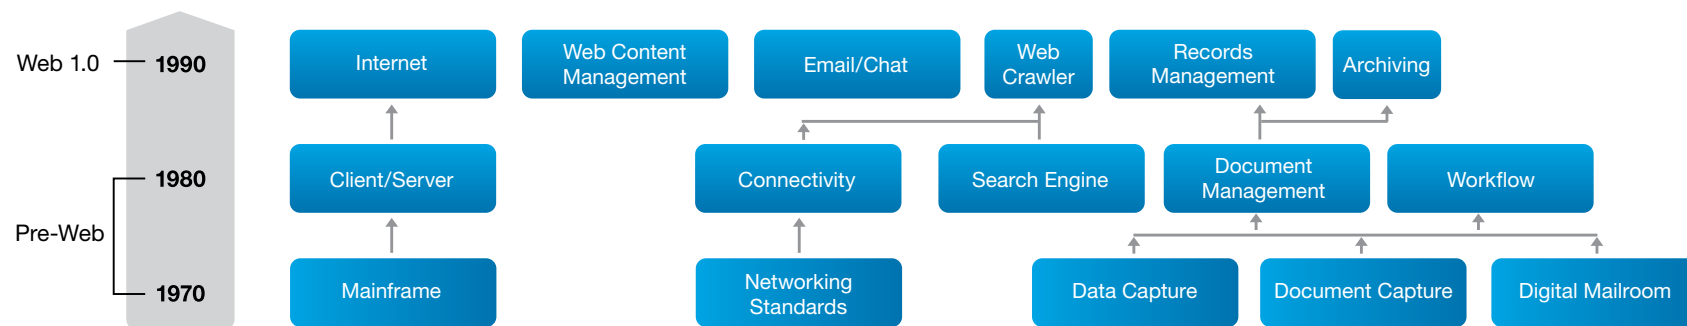 Web 1.0
1990
Internet
Web Content
Management
Email/Chat
Web
Crawler
Records
Management
Archiving
1980
Client/Server
Connectivity
Search Engine
Document
Management
Workflow
Pre-Web
1970
Mainframe
Networking
Standards
Data Capture
Document Capture
Digital Mailroom